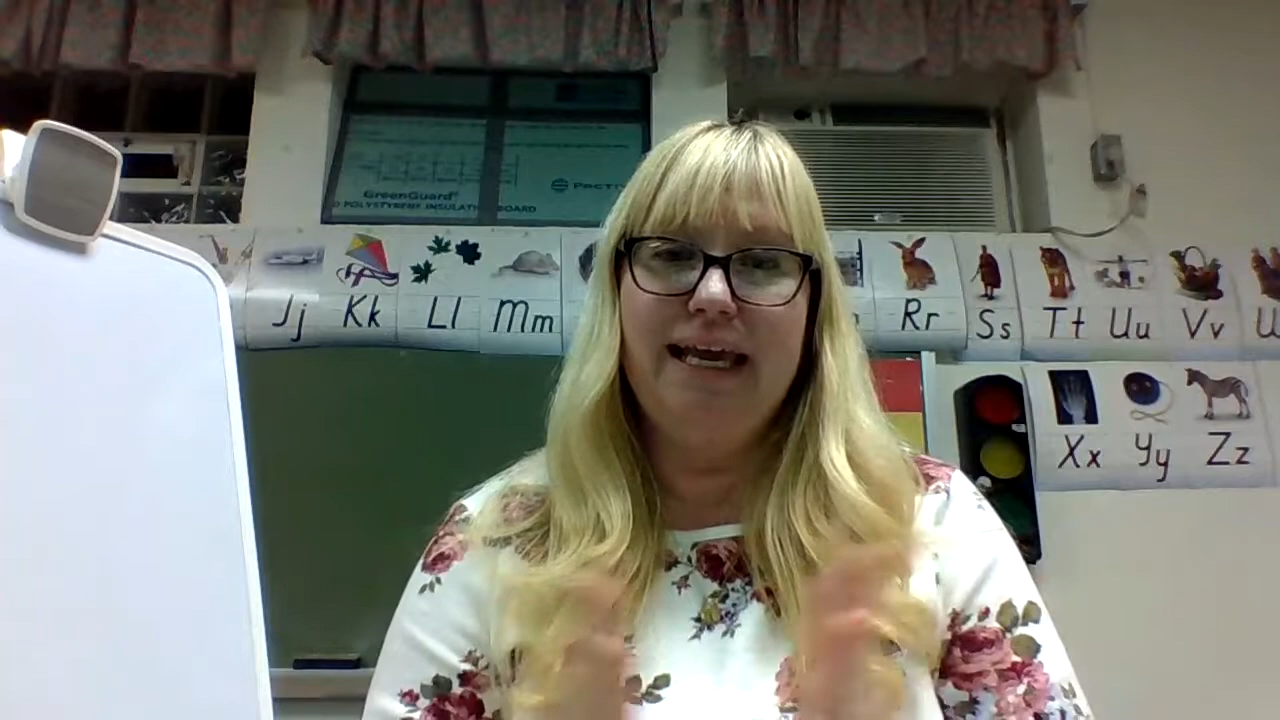 GreenGuard®
POLYSTYRENE INSULATION BOARD
Jj Kk Ll Mm Rr Ss Tt Uu Vv
Xx Yy Zz